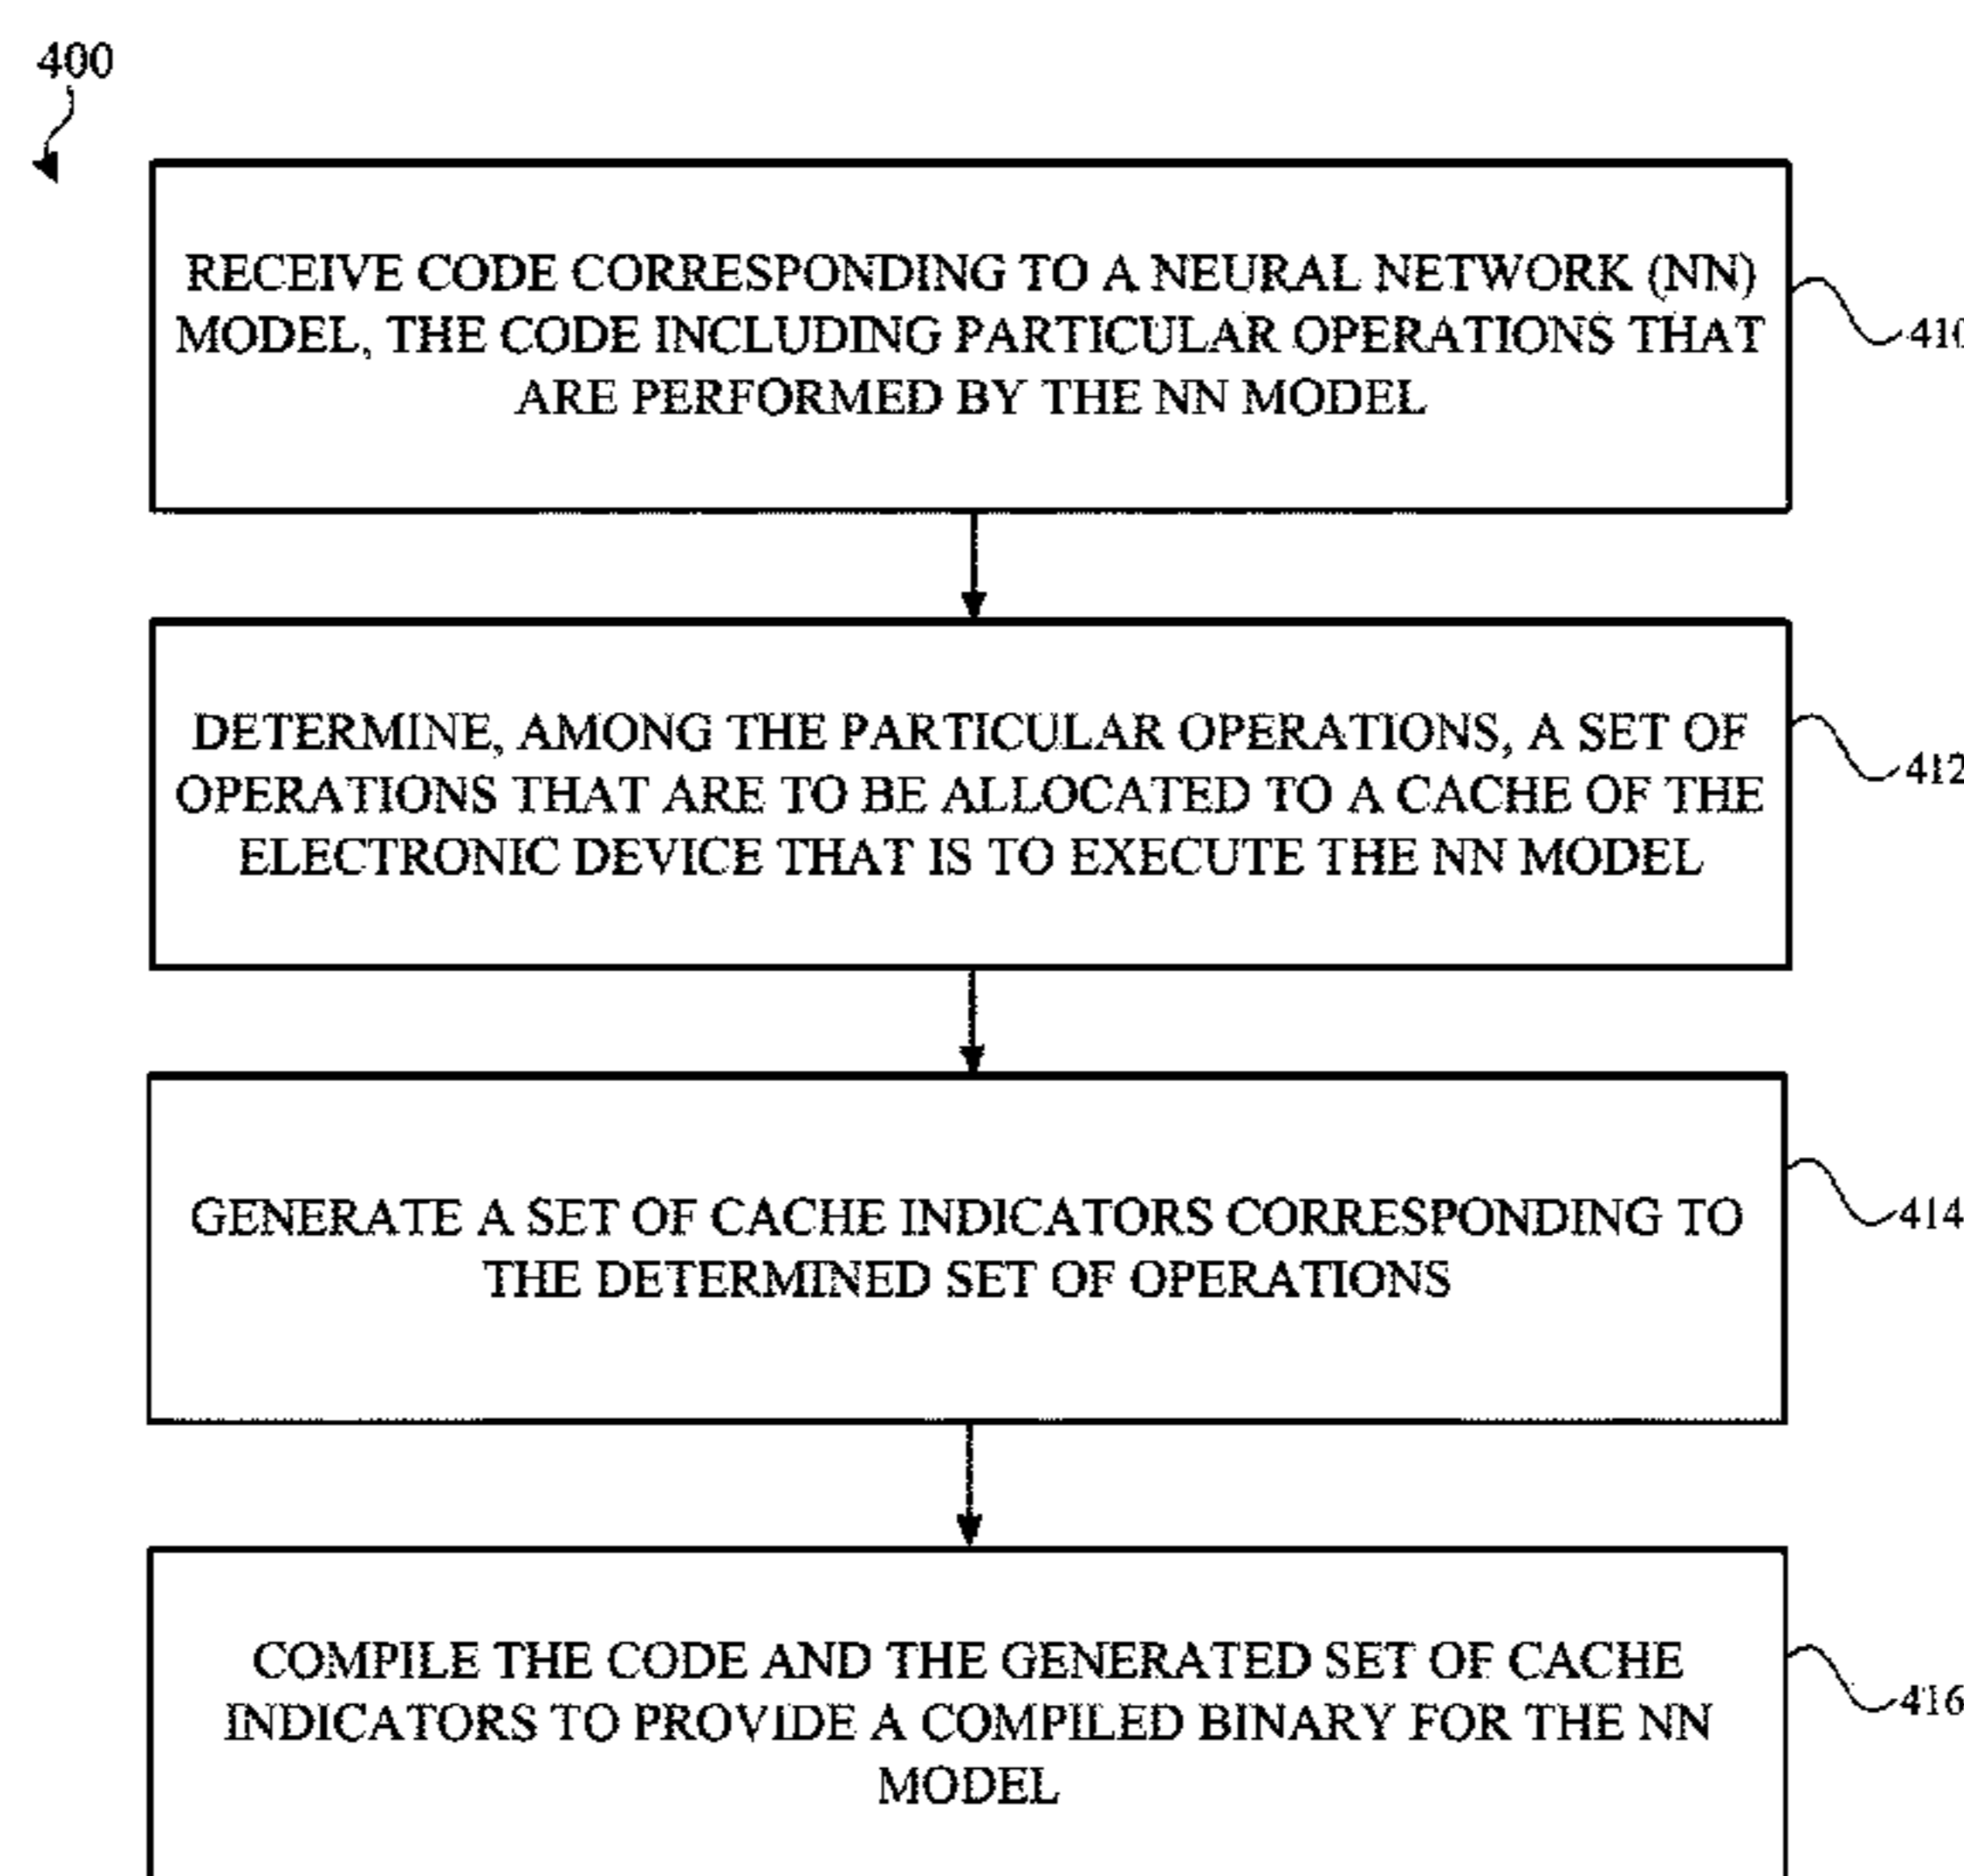 400
RECEIVE CODE CORRESPONDING TO A NEURAL NETWORK (NN)
MODEL, THE CODE INCLUDING PARTICULAR OPERATIONS THAT
ARE PERFORMED BY THE NN MODEL
410
DETERMINE, AMONG THE PARTICULAR OPERATIONS, A SET OF
OPERATIONS THAT ARE TO BE ALLOCATED TO A CACHE OF THE
ELECTRONIC DEVICE THAT IS TO EXECUTE THE NN MODEL
412
GENERATE A SET OF CACHE INDICATORS CORRESPONDING TO
THE DETERMINED SET OF OPERATIONS
414
COMPILE THE CODE AND THE GENERATED SET OF CACHE
INDICATORS TO PROVIDE A COMPILED BINARY FOR THE NN
MODEL
416